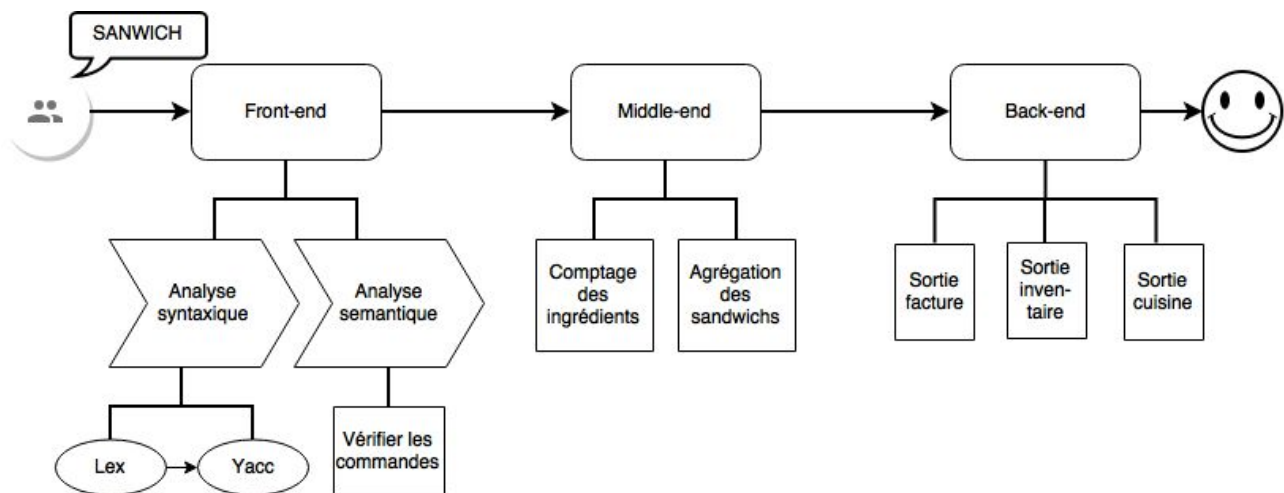 SANWICH
Front-end
Middle-end
Back-end
Analyse
syntaxique
Analyse
semantique
Comptage
des
ingrédients
Agrégation
des
sandwichs
Sortie
facture
Sortie
inven-
taire
Sortie
cuisine
Lex
Yacc
Vérifier les
commandes